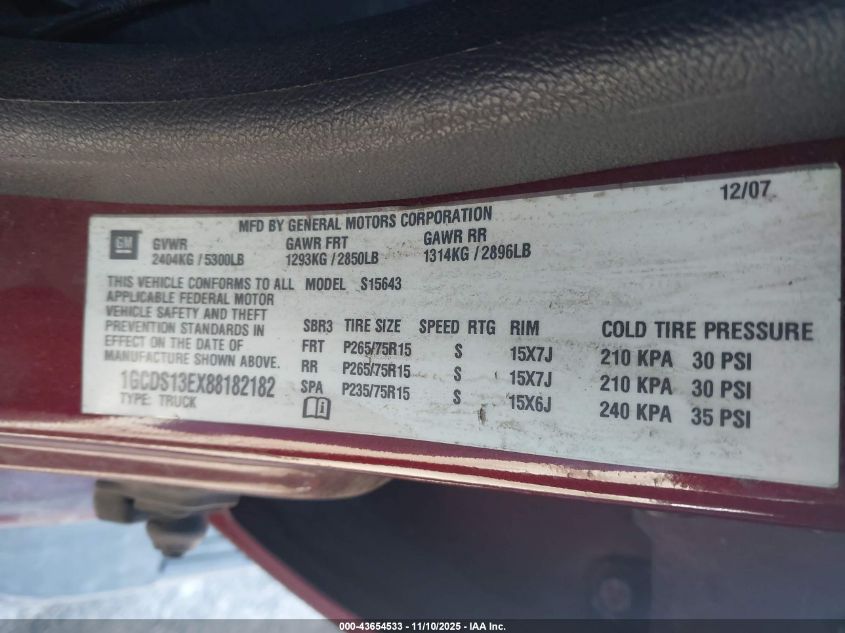 12/07
MFD BY GENERAL MOTORS CORPORATION
GM
GVWR GAWR FRT GAWR RR
2404KG / 5300LB 1293KG / 2850LB 1314KG / 2896LB
THIS VEHICLE CONFORMS TO ALL MODEL S15643
APPLICABLE FEDERAL MOTOR
VEHICLE SAFETY AND THEFT
PREVENTION STANDARDS IN
EFFECT ON THE DATE OF
MANUFACTURE SHOWN ABOVE.
1GCDS13EX88182182
TYPE: TRUCK
SBR3 TIRE SIZE SPEED RTG RIM COLD TIRE PRESSURE
FRT P265/75R15 S 15X7J 210 KPA 30 PSI
RR P265/75R15 S 15X7J 210 KPA 30 PSI
SPA P235/75R15 S 15X6J 240 KPA 35 PSI
000-43654533 - 11/10/2025 - IAA Inc.